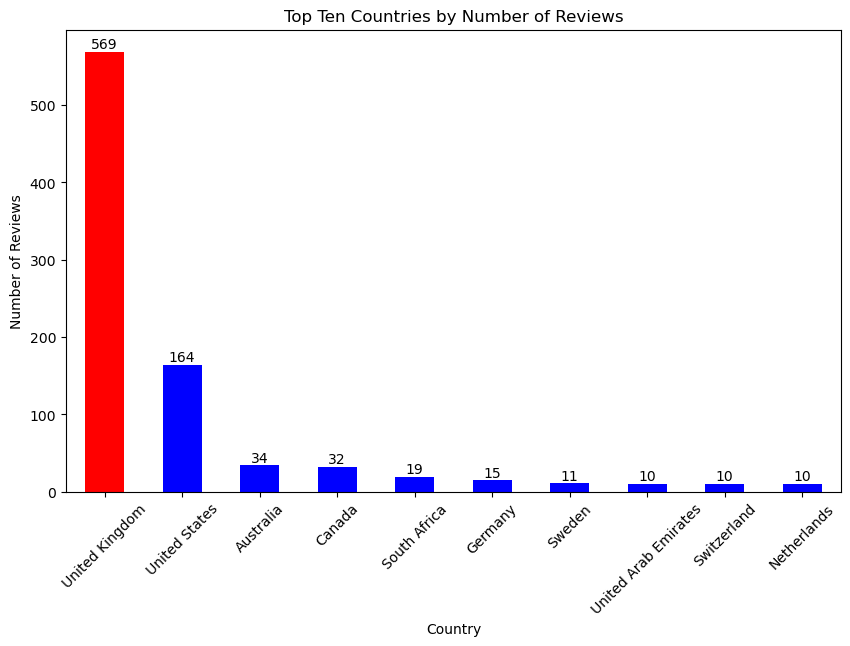 Top Ten Countries by Number of Reviews
Number of Reviews
500
400
300
200
100
0
569
164
34
32
19
15
11
10
10
10
United Kingdom
United States
Australia
Canada
South Africa
Germany
Sweden
United Arab Emirates
Switzerland
Netherlands
Country